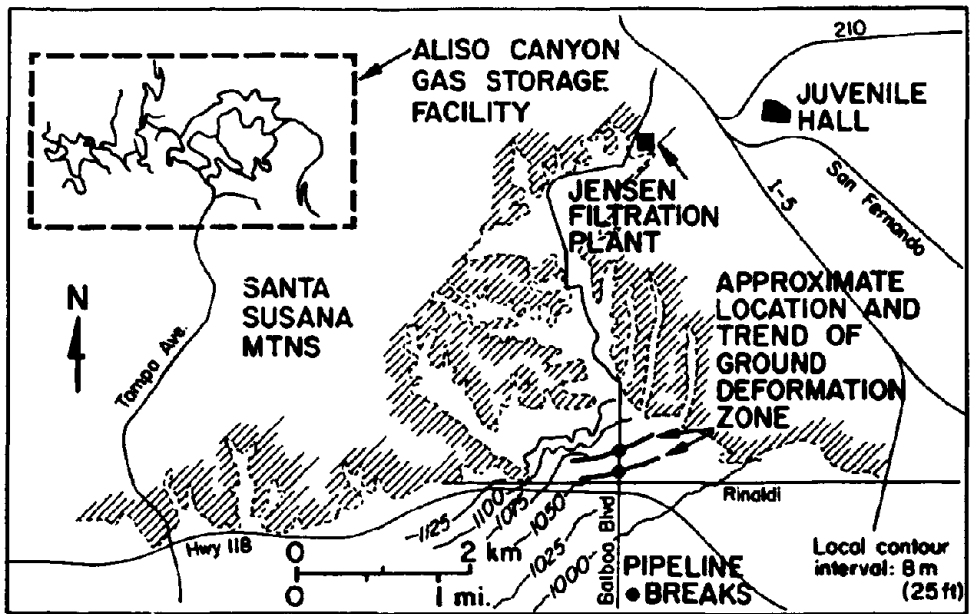 ALISO CANYON
GAS STORAGE
FACILITY
210
JUVENILE
HALL
JENSEN
FILTRATION
PLANT
I-5
San Fernando
N
SANTA
SUSANA
MTNS
Tampa Ave.
APPROXIMATE
LOCATION AND
TREND OF
GROUND
DEFORMATION
ZONE
Rinaldi
Hwy 118
1125
1100
1075
1050
1025
1000
Balboa Blvd
0 2 km
0 1 mi.
PIPELINE
BREAKS
Local contour
interval: 8 m
(25 ft)